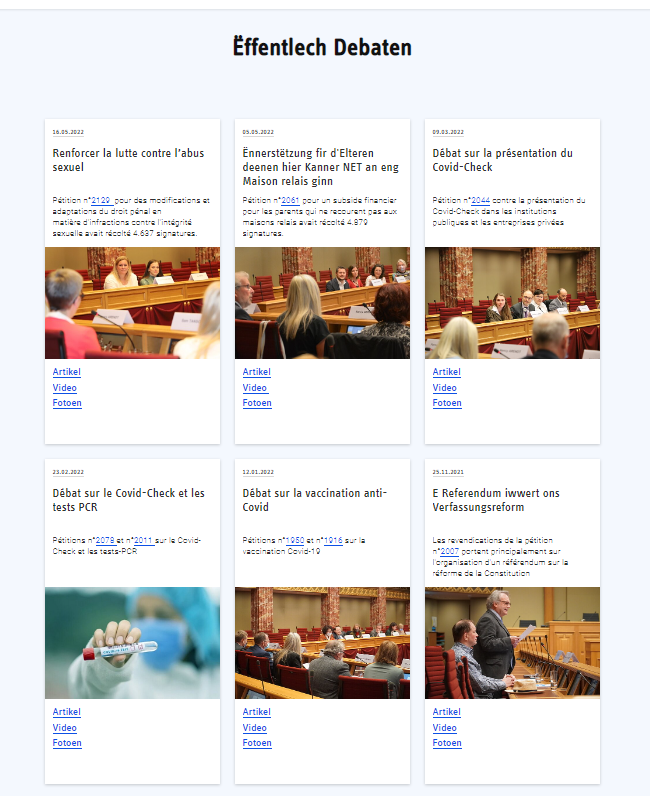 Ëffentlech Debaten
16.05.2022
Renforcer la lutte contre l'abus
sexuel
Pétition n°2129 pour des modifications et
adaptations du droit pénal en
matière d'infractions contre l'intégrité
sexuelle avait récolté 4.637 signatures.
Artikel
Video
Fotoen
05.05.2022
Ënnerstëtzung fir d'Elteren
deenen hier Kanner NET an eng
Maison relais ginn
Pétition n°2061 pour un subside financier
pour les parents qui ne recourent pas aux
maisons relais avait récolté 4.879
signatures.
Artikel
Video
Fotoen
09.03.2022
Débat sur la présentation du
Covid-Check
Pétition n°2044 contre la présentation du
Covid-Check dans les institutions
publiques et les entreprises privées
Artikel
Video
Fotoen
23.02.2022
Débat sur le Covid-Check et les
tests PCR
Pétitions n°2078 et n°2011 sur le Covid-
Check et les tests-PCR
Artikel
Video
Fotoen
12.01.2022
Débat sur la vaccination anti-
Covid
Pétitions n°1950 et n°1916 sur la
vaccination Covid-19
Artikel
Video
Fotoen
25.11.2021
E Referendum iwwert ons
Verfassungsreform
Les revendications de la pétition
n°2007 portent principalement sur
l'organisation d'un référendum sur la
réforme de la Constitution
Artikel
Video
Fotoen